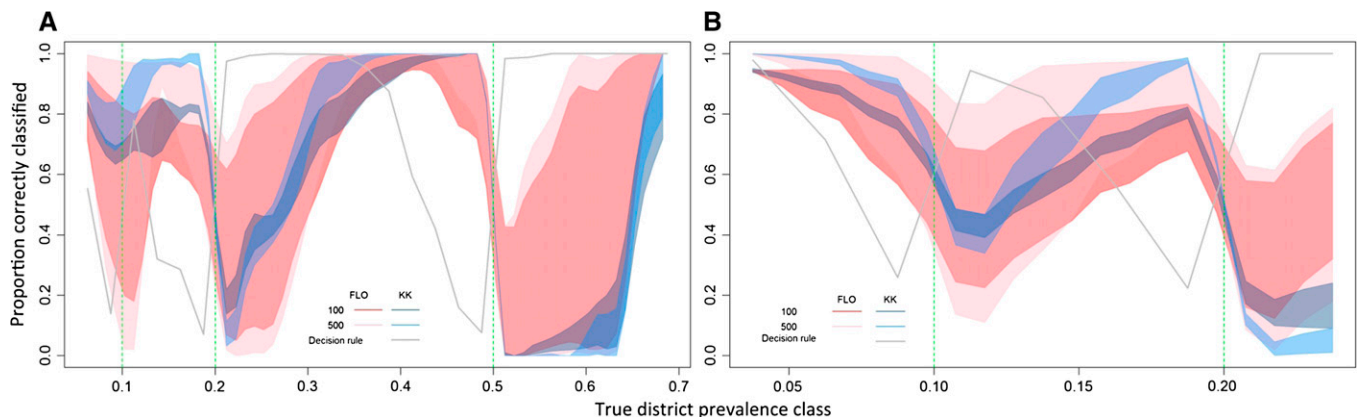 A
B
Proportion correctly classified
1.0
0.8
0.6
0.4
0.2
0.0
FLO KK
100
500
Decision rule
0.1 0.2 0.3 0.4 0.5 0.6 0.7
1.0
0.8
0.6
0.4
0.2
0.0
FLO KK
100
500
Decision rule
0.05 0.10 0.15 0.20
True district prevalence class